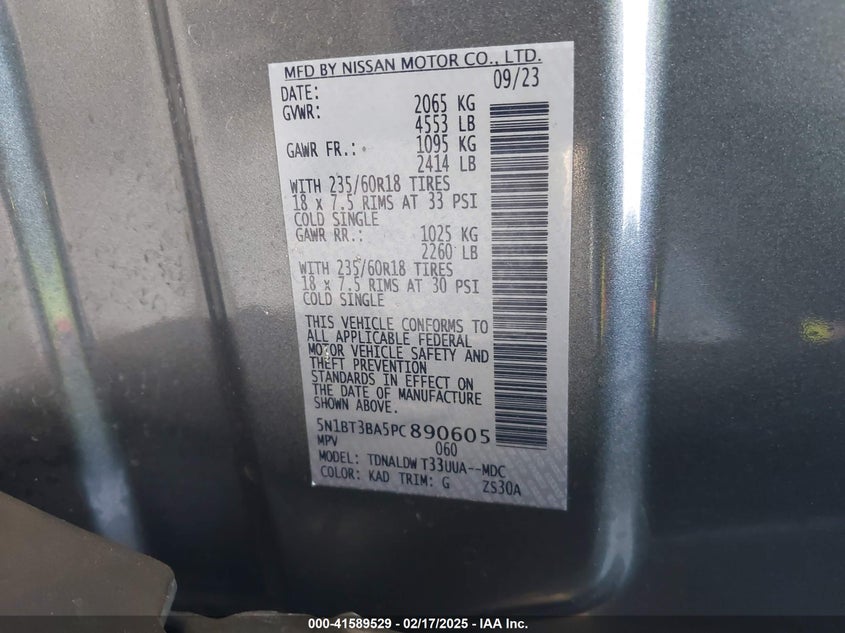 MFD BY NISSAN MOTOR CO., LTD.
DATE: 09/23
GVWR: 2065 KG
4553 LB
GAWR FR.: 1095 KG
2414 LB
WITH 235/60R18 TIRES
18 x 7.5 RIMS AT 33 PSI
COLD SINGLE
GAWR RR.: 1025 KG
2260 LB
WITH 235/60R18 TIRES
18 x 7.5 RIMS AT 30 PSI
COLD SINGLE
THIS VEHICLE CONFORMS TO
ALL APPLICABLE FEDERAL
MOTOR VEHICLE SAFETY AND
THEFT PREVENTION
STANDARDS IN EFFECT ON
THE DATE OF MANUFACTURE
SHOWN ABOVE.
5N1BT3BA5PC890605
MPV 060
MODEL: TDNALDW T33UUA--MDC
COLOR: KAD TRIM: G ZS30A
000-41589529 - 02/17/2025 - IAA Inc.